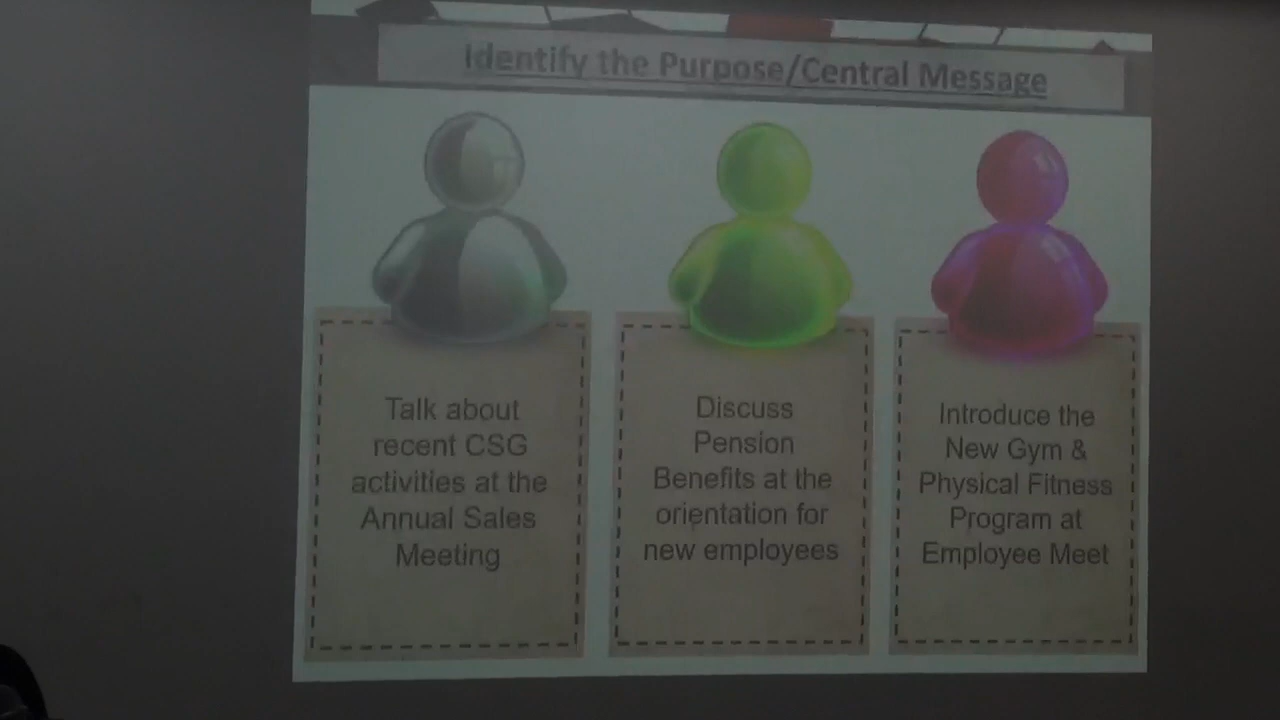 Identify the Purpose/Central Message
Talk about
recent CSG
activities at the
Annual Sales
Meeting
Discuss
Pension
Benefits at the
orientation for
new employees
Introduce the
New Gym &
Physical Fitness
Program at
Employee Meet